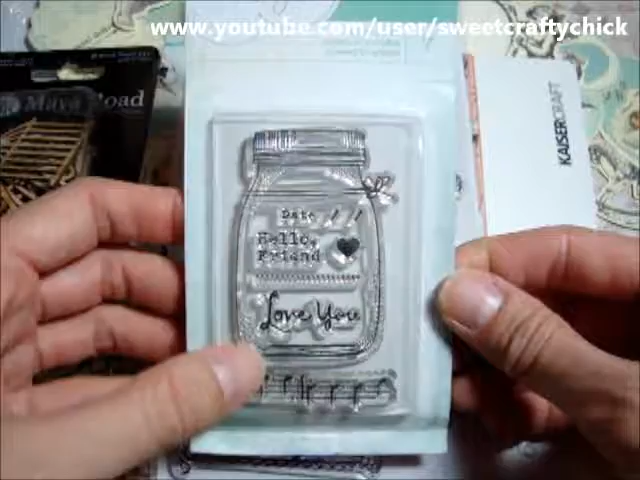 www.youtube.com/user/sweetcraftychick
Maya Road
KAISERCRAFT
Date / /
Hello,
Friend
Love You